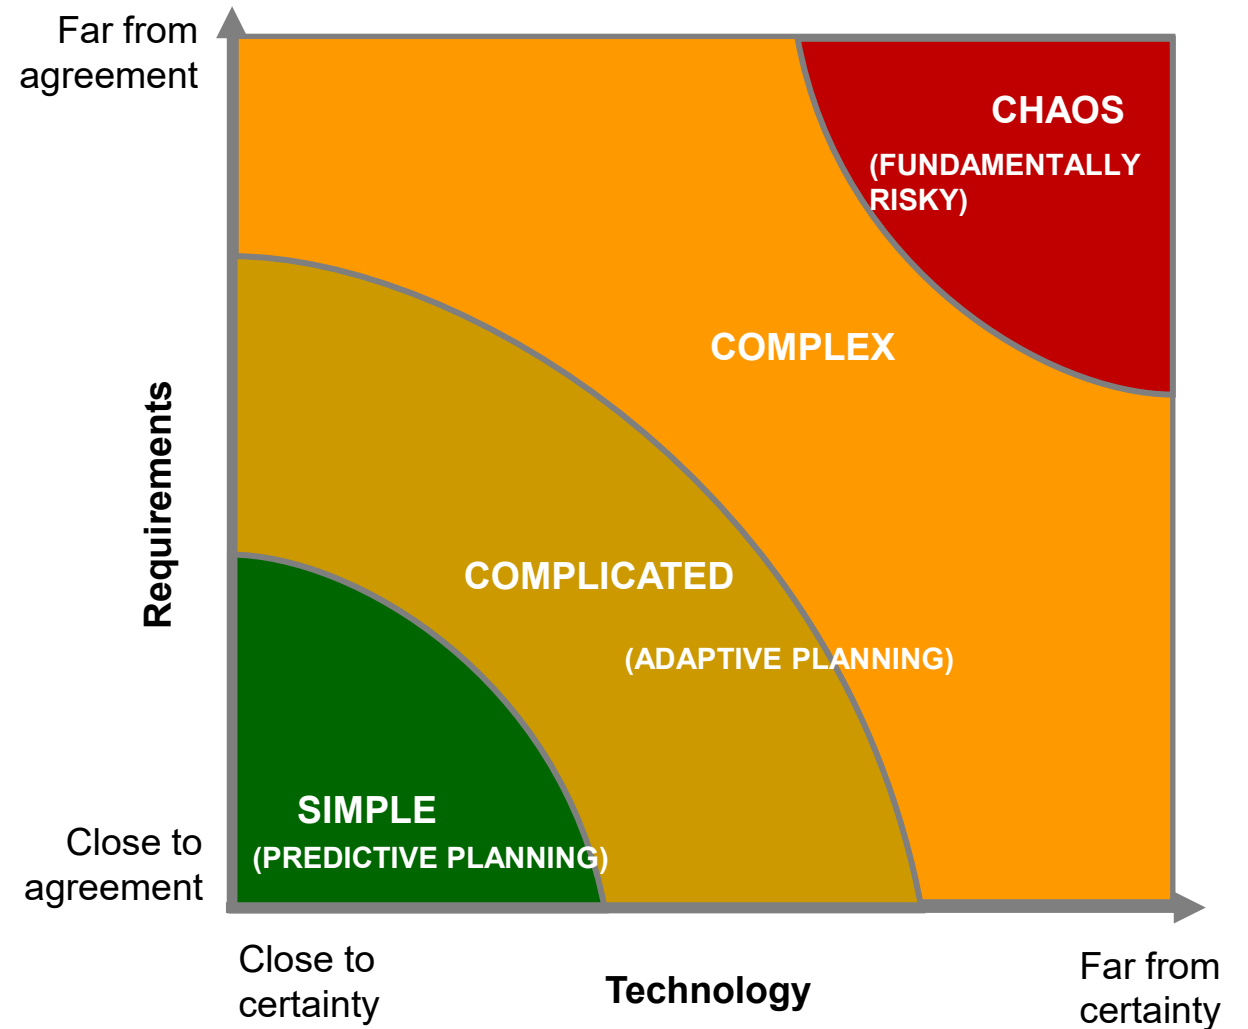 Far from
agreement
CHAOS
(FUNDAMENTALLY
RISKY)
COMPLEX
Requirements
COMPLICATED
(ADAPTIVE PLANNING)
SIMPLE
(PREDICTIVE PLANNING)
Close to
agreement
Close to
certainty
Technology
Far from
certainty